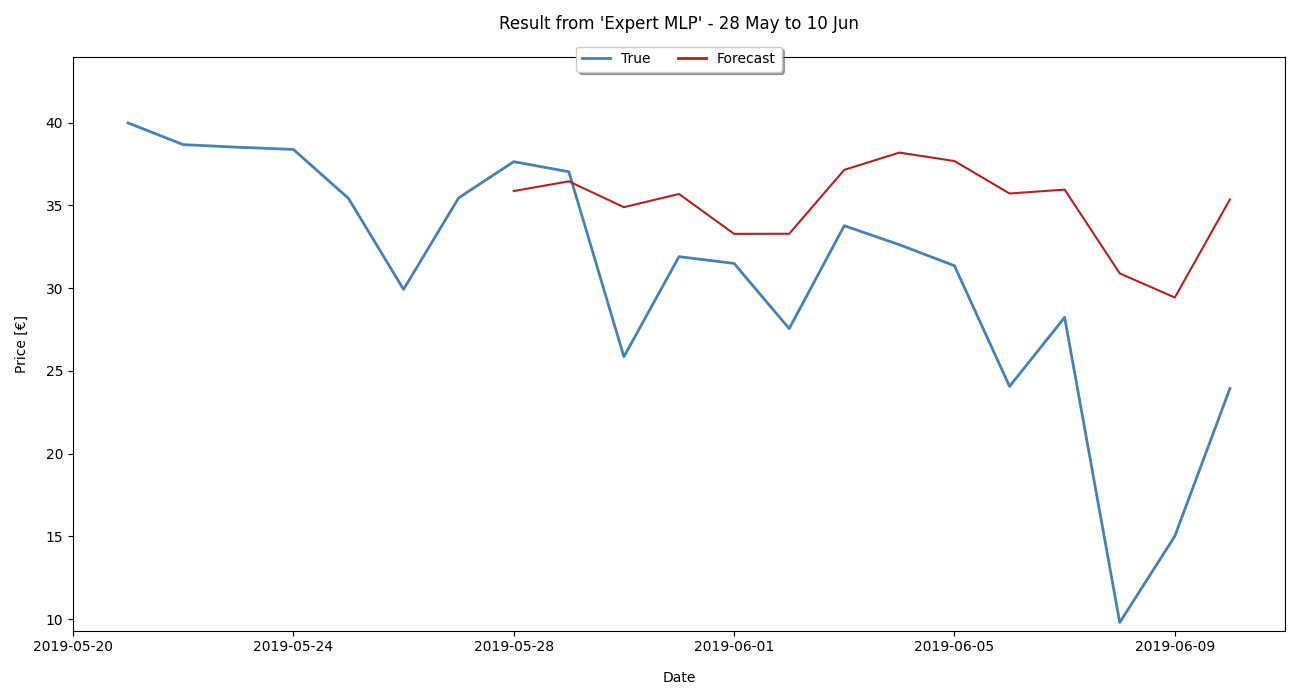 Result from 'Expert MLP' - 28 May to 10 Jun
True Forecast
Price [€]
40
35
30
25
20
15
10
2019-05-20 2019-05-24 2019-05-28 2019-06-01 2019-06-05 2019-06-09
Date